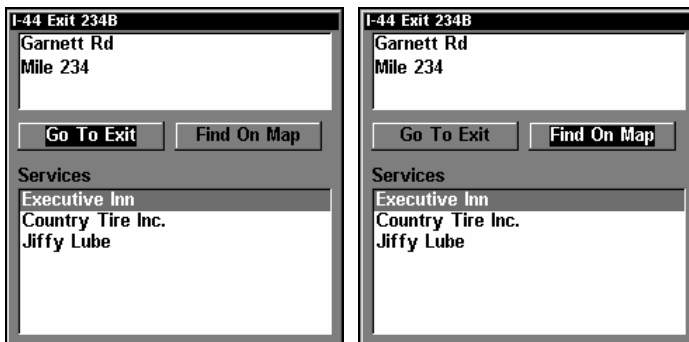 I-44 Exit 234B
Garnett Rd
Mile 234
Go To Exit Find On Map
Services
Executive Inn
Country Tire Inc.
Jiffy Lube
I-44 Exit 234B
Garnett Rd
Mile 234
Go To Exit Find On Map
Services
Executive Inn
Country Tire Inc.
Jiffy Lube